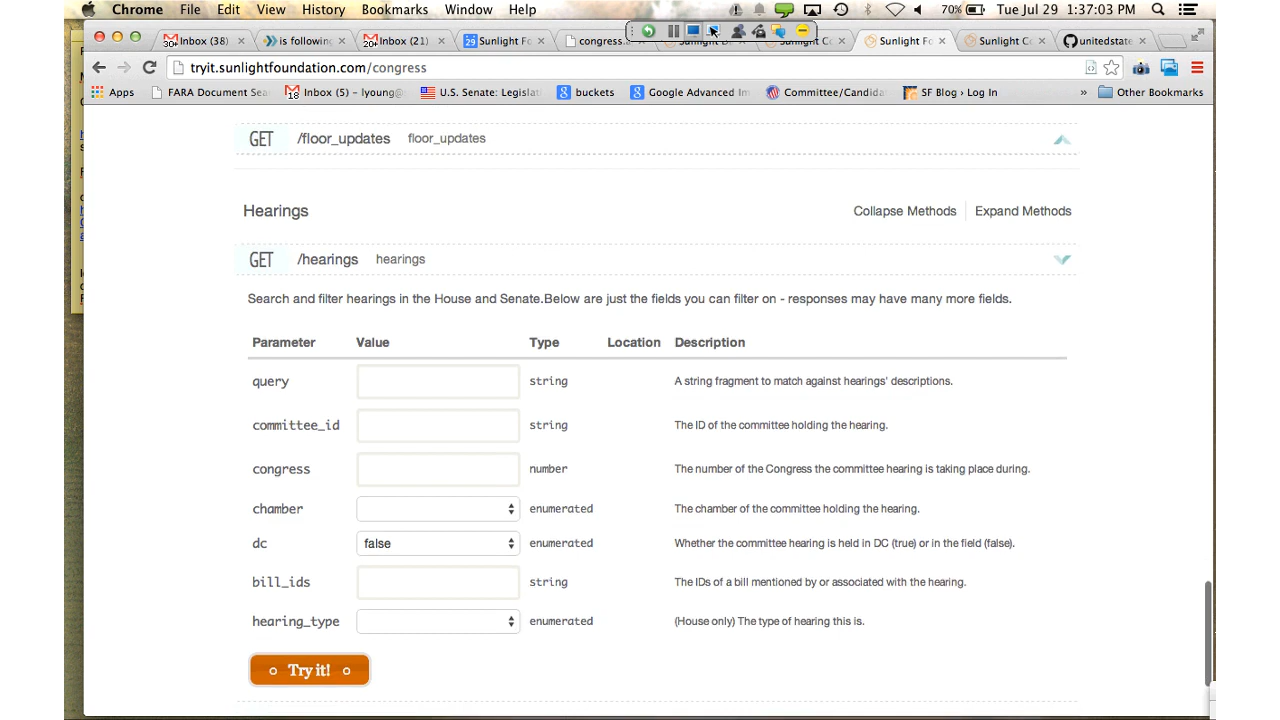 Chrome File Edit View History Bookmarks Window Help 70% Tue Jul 29 1:37:03 PM
Inbox (38) × is followin × Inbox (21) × Sunlight Fo × congress. Sunlight Sunlight Co × Sunlight Fo × Sunlight Co × unitedstate ×
tryit.sunlightfoundation.com/congress
Apps FARA Document Sea Inbox (5) – lyoung@ U.S. Senate: Legislati buckets Google Advanced Im Committee/Candida SF Blog › Log In » Other Bookmarks
GET /floor_updates floor_updates
Hearings Collapse Methods Expand Methods
GET /hearings hearings
Search and filter hearings in the House and Senate.Below are just the fields you can filter on - responses may have many more fields.
Parameter Value Type Location Description
query string A string fragment to match against hearings' descriptions.
committee_id string The ID of the committee holding the hearing.
congress number The number of the Congress the committee hearing is taking place during.
chamber enumerated The chamber of the committee holding the hearing.
dc false enumerated Whether the committee hearing is held in DC (true) or in the field (false).
bill_ids string The IDs of a bill mentioned by or associated with the hearing.
hearing_type enumerated (House only) The type of hearing this is.
Try it!